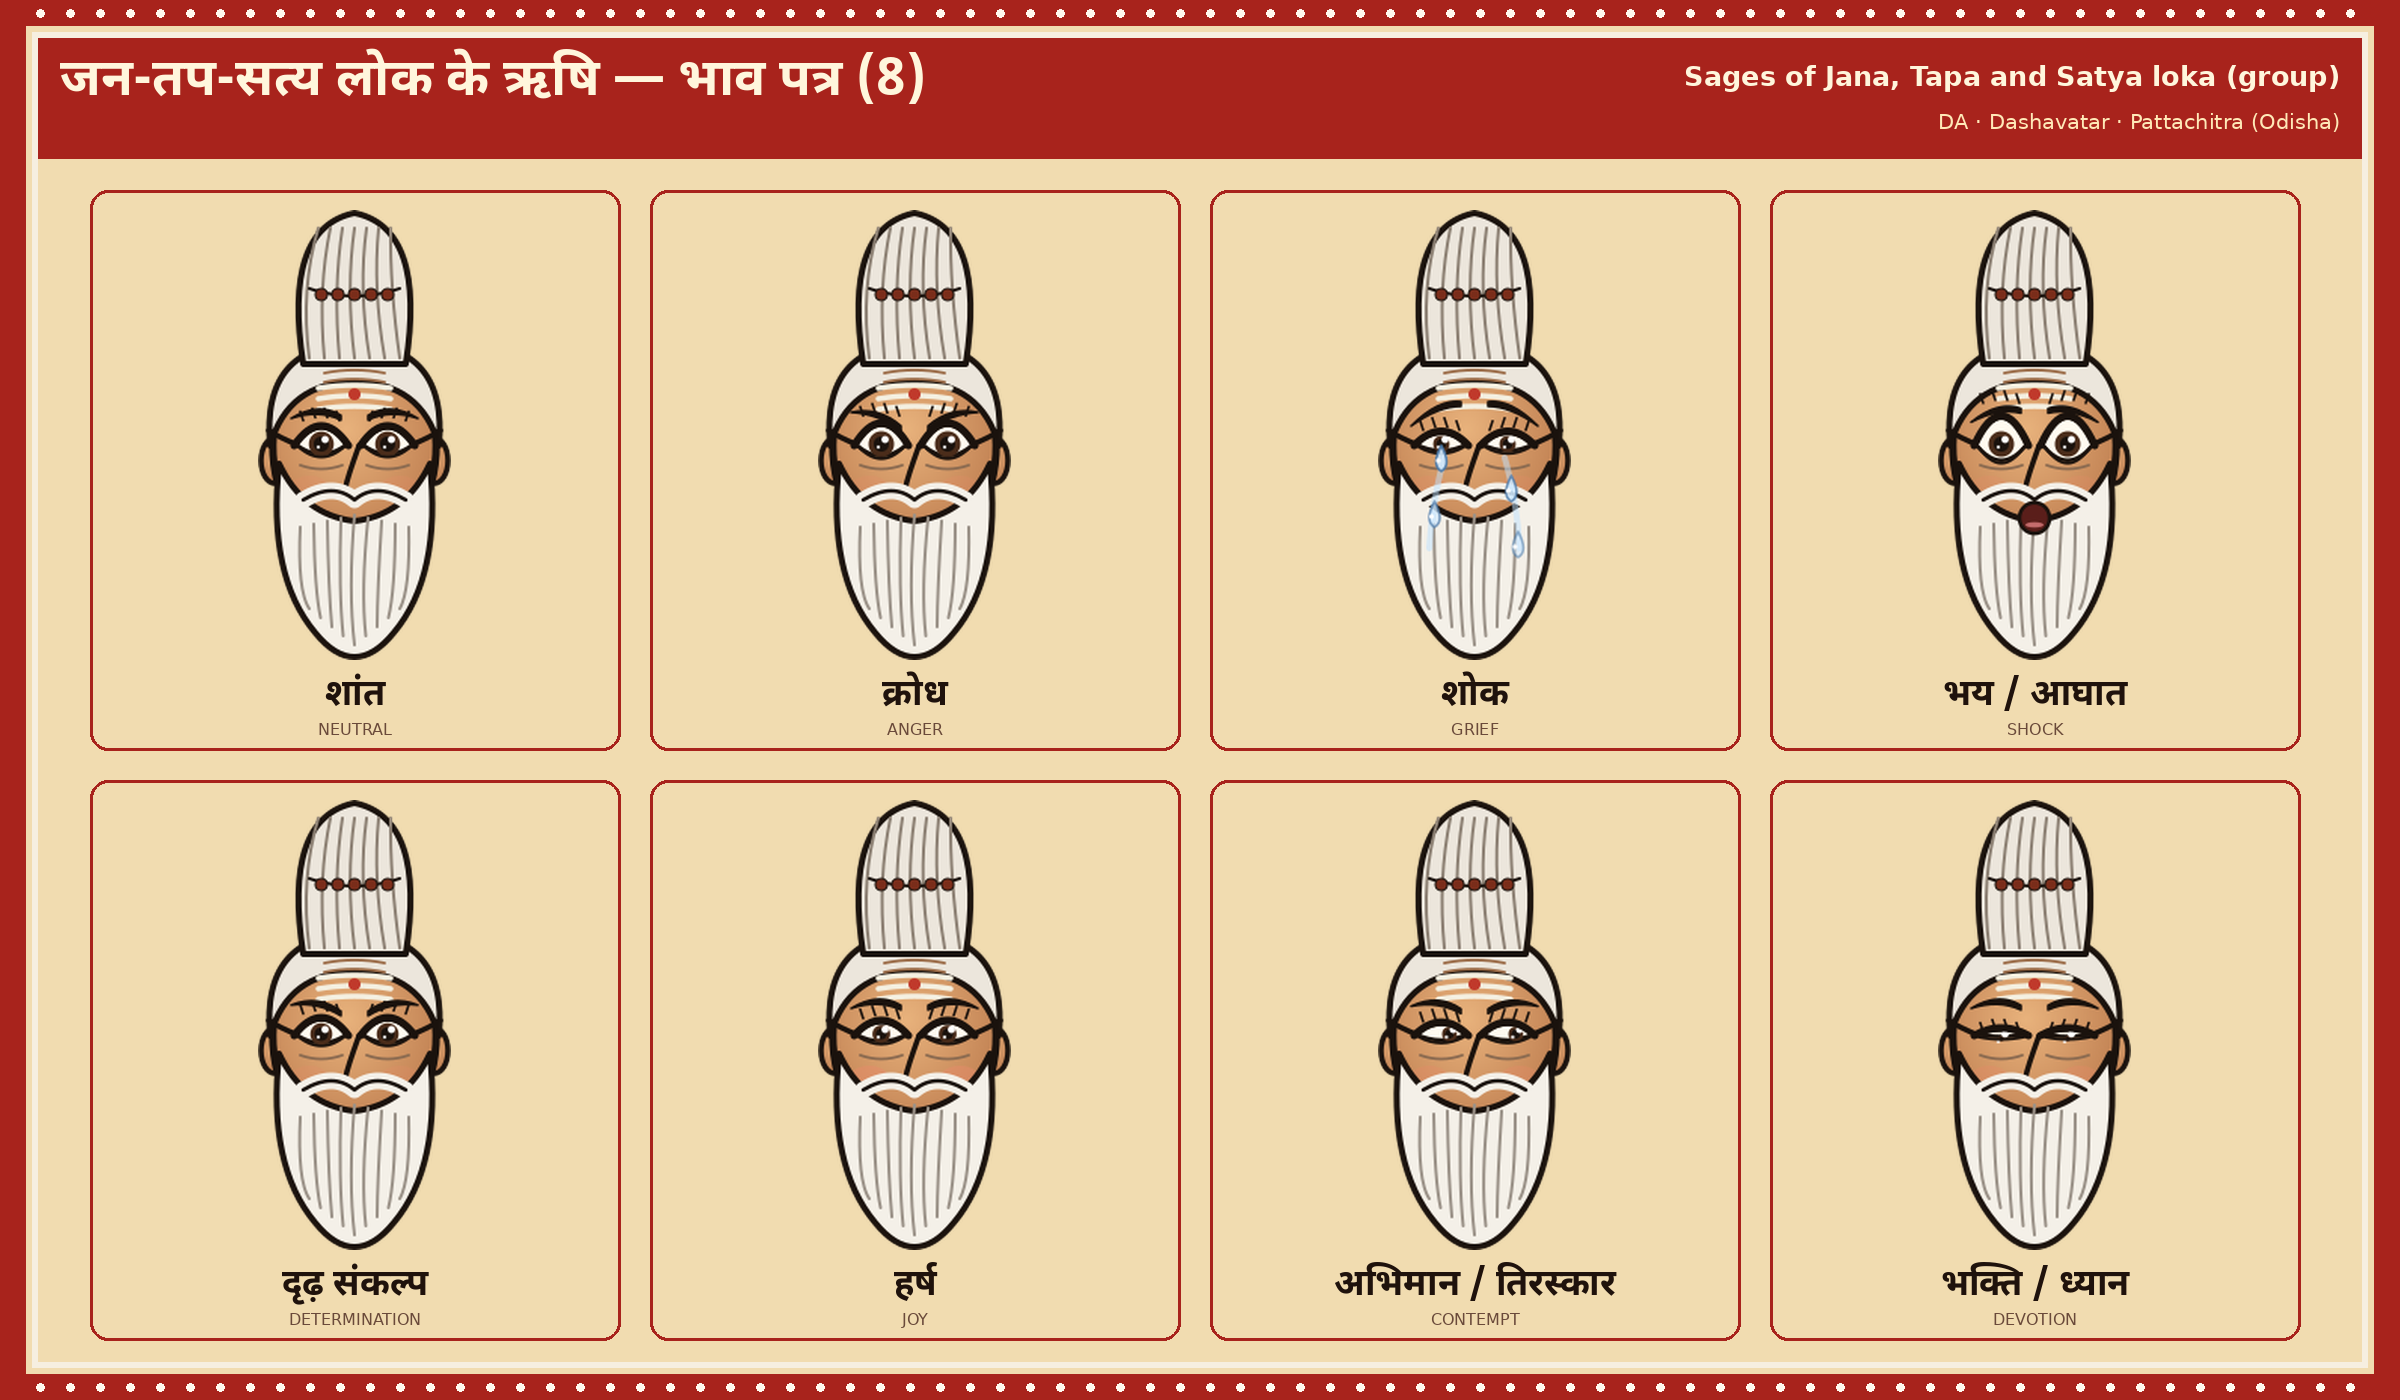 जन-तप-सत्य लोक के ऋषि — भाव पत्र (8)
Sages of Jana, Tapa and Satya loka (group)
DA · Dashavatar · Pattachitra (Odisha)
शांत
NEUTRAL
क्रोध
ANGER
शोक
GRIEF
भय / आघात
SHOCK
दृढ़ संकल्प
DETERMINATION
हर्ष
JOY
अभिमान / तिरस्कार
CONTEMPT
भक्ति / ध्यान
DEVOTION